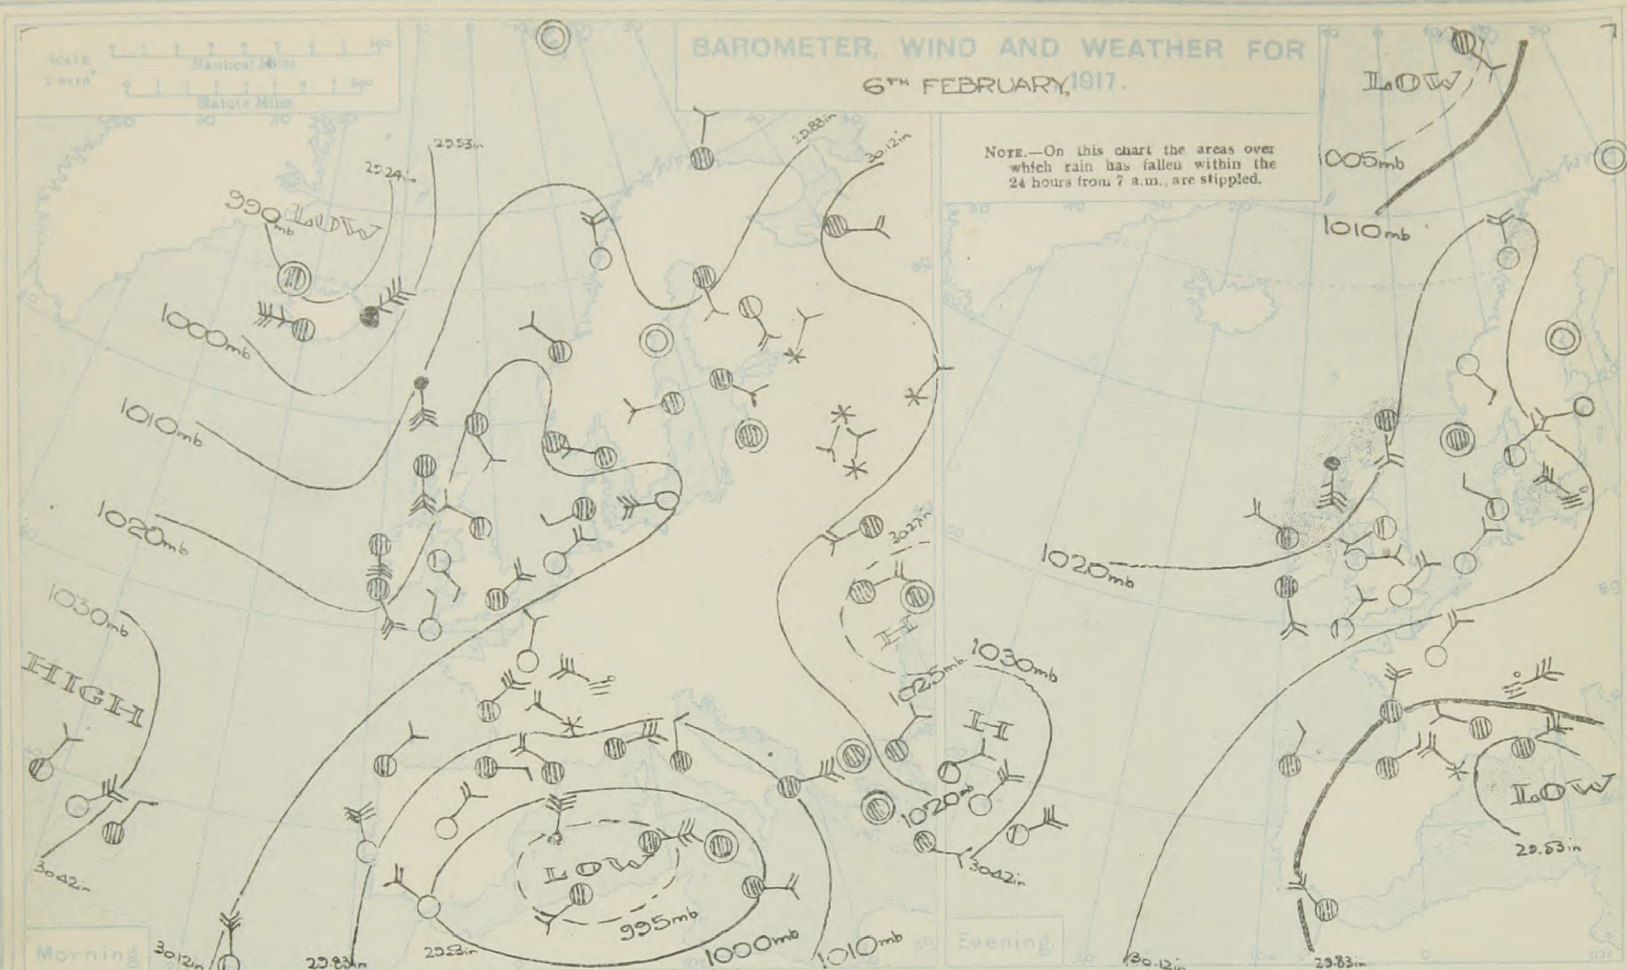 SCALE
Nautical Miles
Statute Miles
BAROMETER, WIND AND WEATHER FOR
6TH FEBRUARY, 1917.
NOTE.—On this chart the areas over
which rain has fallen within the
24 hours from 7 a.m., are stippled.
29.24in
29.53in
29.83in
30.12in
990mb
LOW
1000mb
1010mb
1020mb
1030mb
HIGH
30.42in
30.12in
29.83in
29.53in
LOW
995mb
1000mb
1010mb
30.27in
H
1025mb
1030mb
H
1020mb
30.42in
Morning
LOW
1005mb
1010mb
1020mb
LOW
29.53in
30.12in
29.83in
Evening